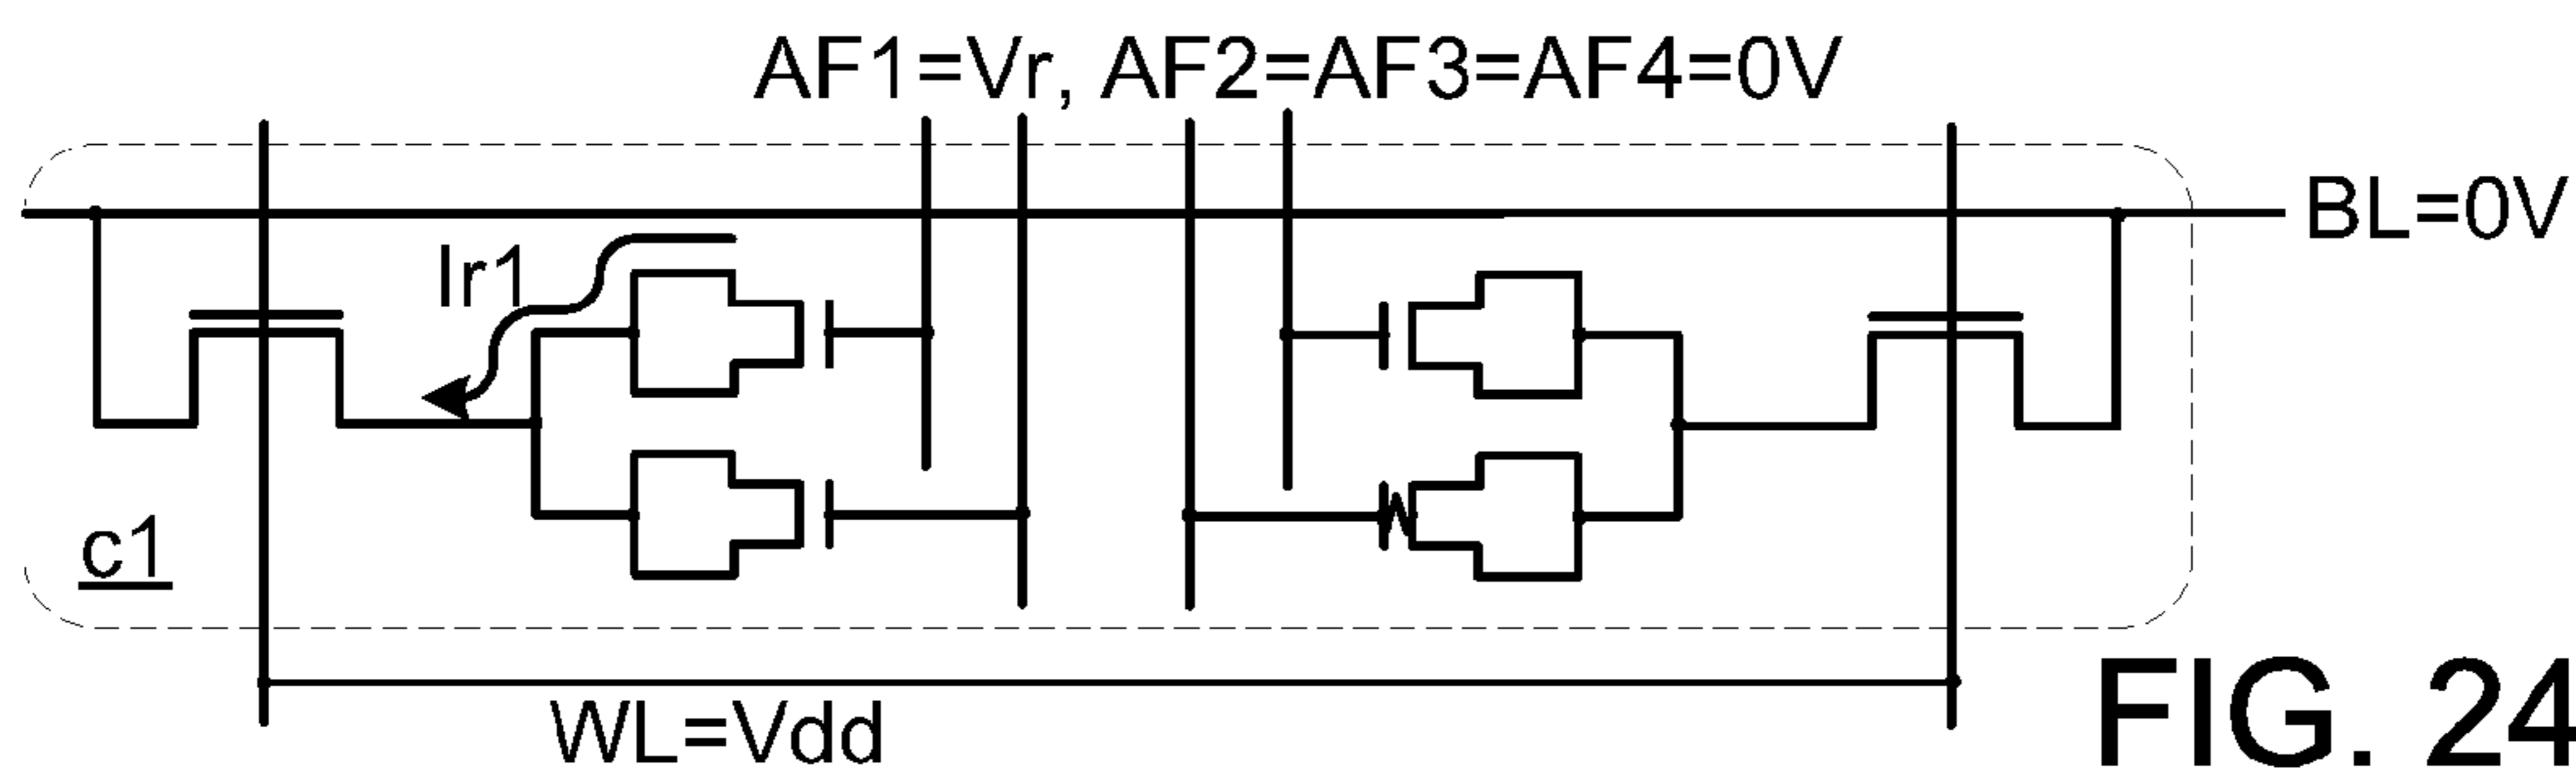 AF1=Vr, AF2=AF3=AF4=0V
BL=0V
Ir1
c1
WL=Vdd
FIG. 24